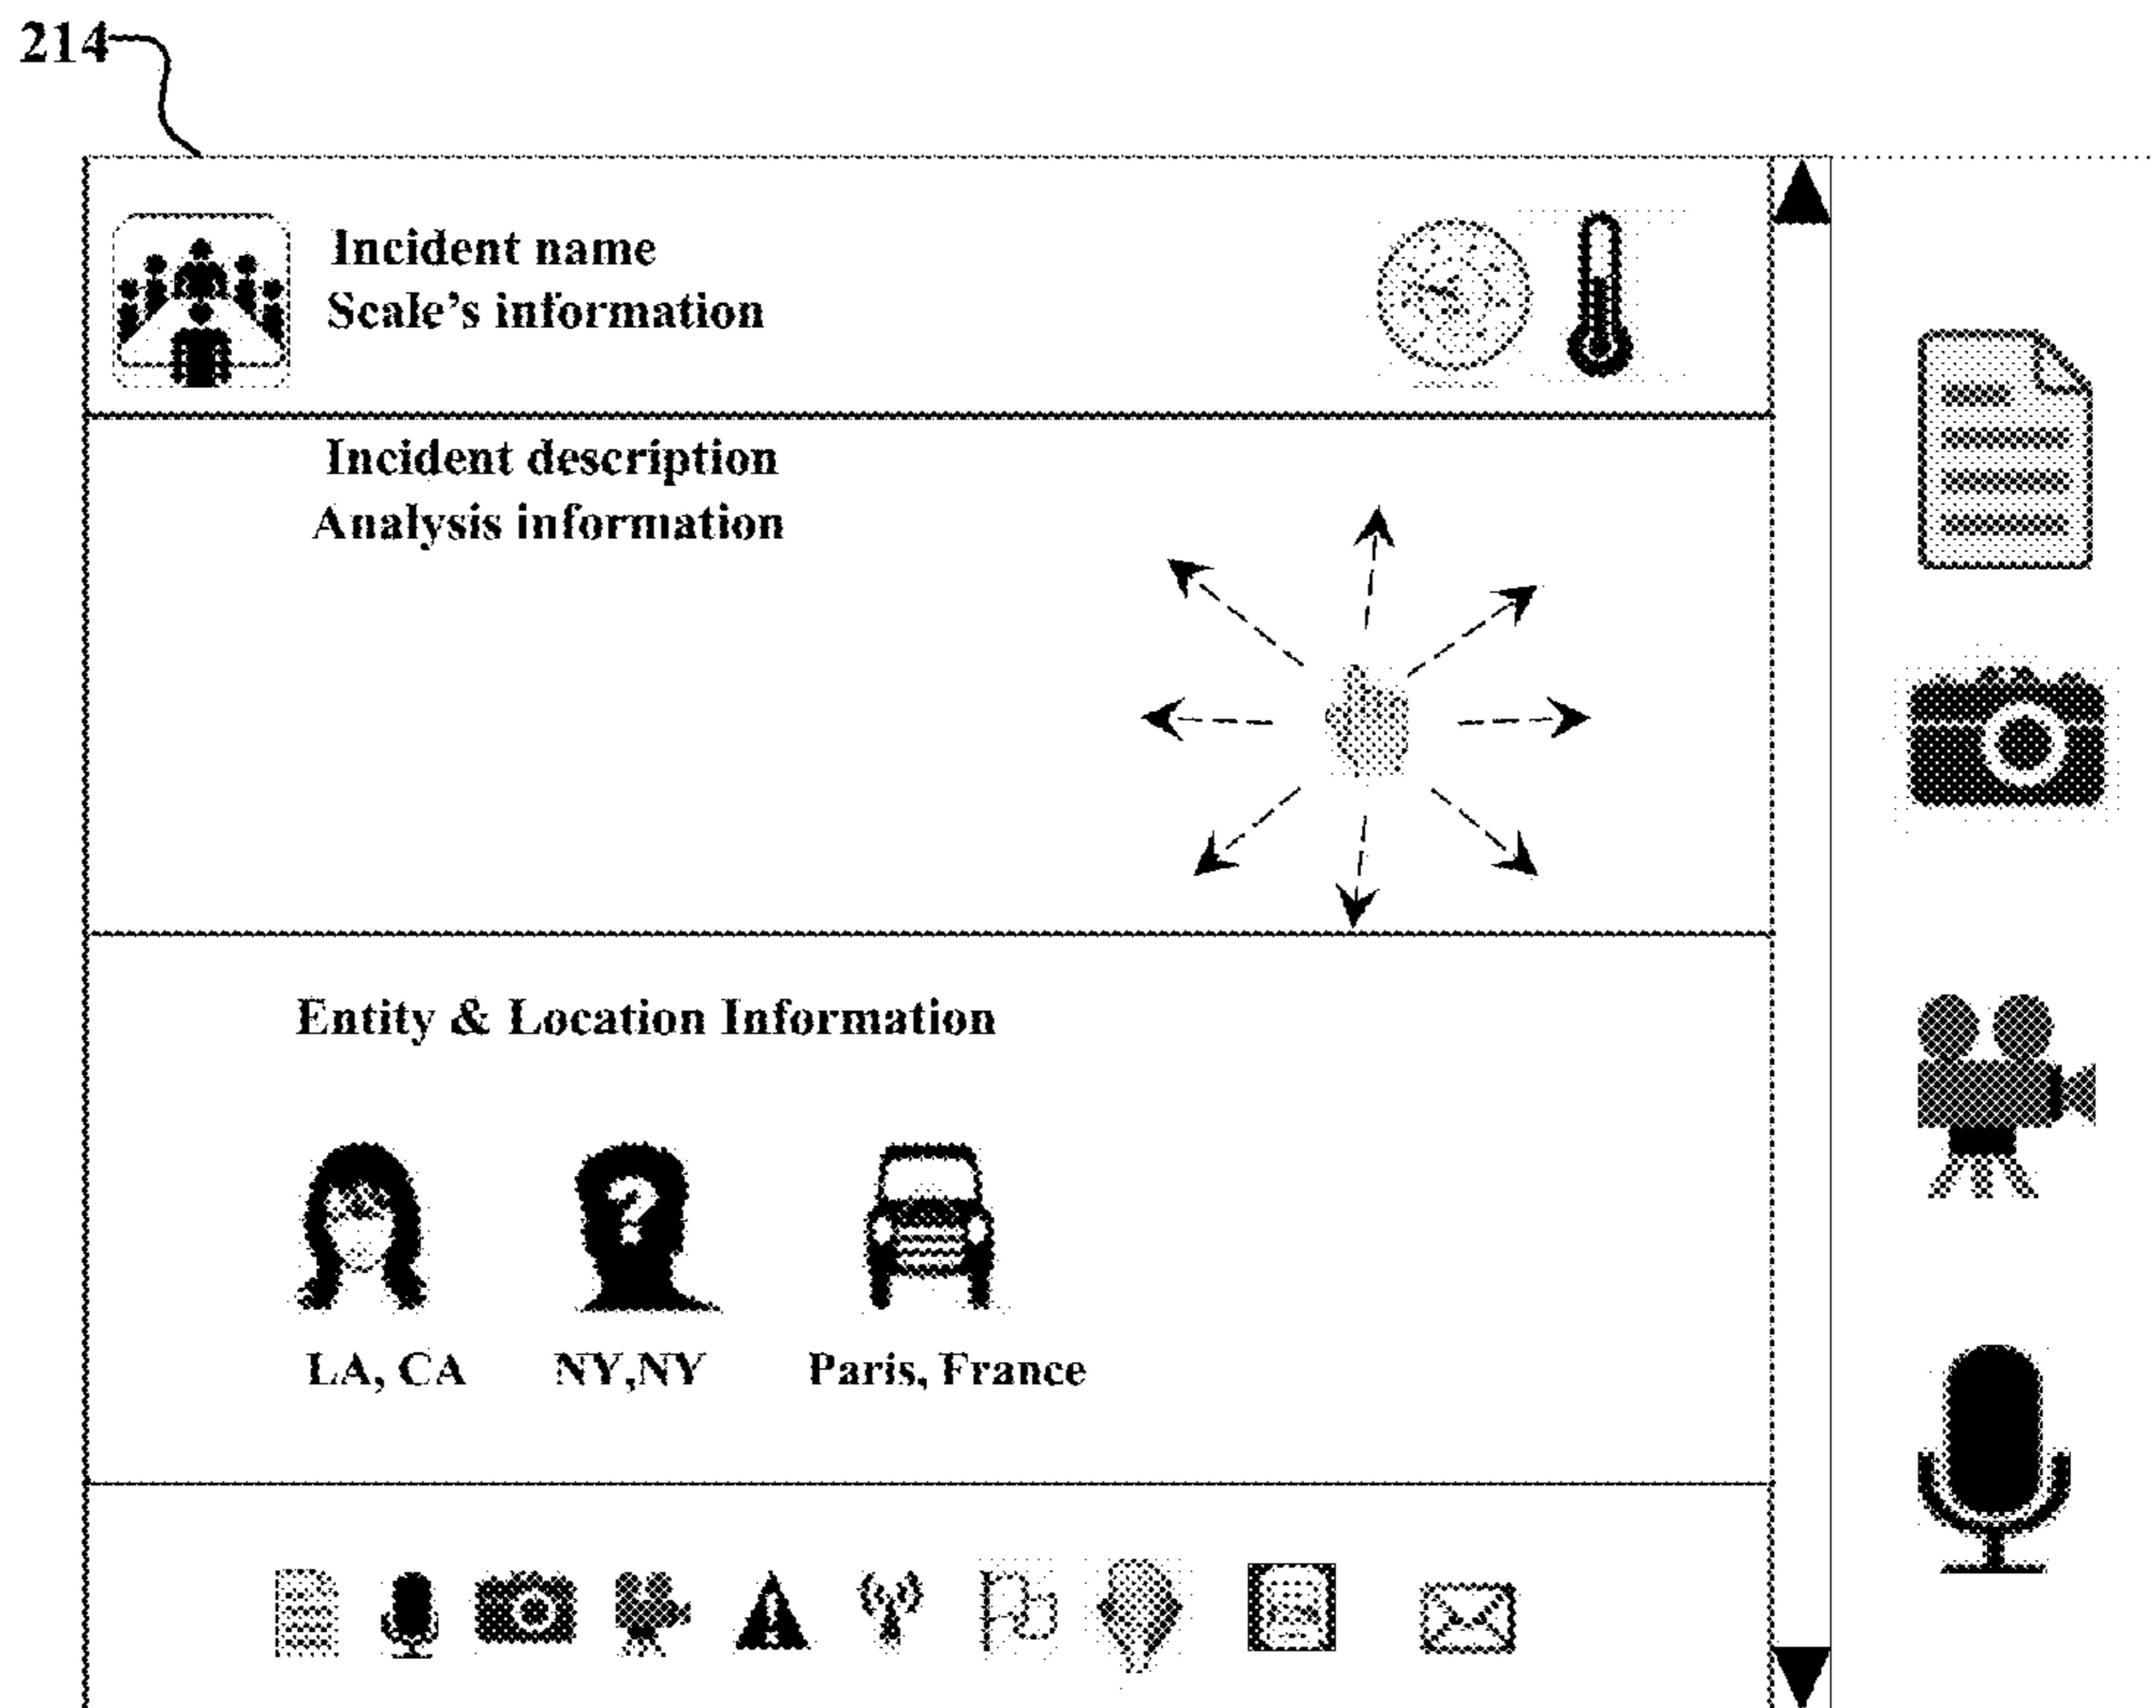 214
Incident name
Scale's information
Incident description
Analysis information
Entity & Location Information
?
LA, CA NY,NY Paris, France